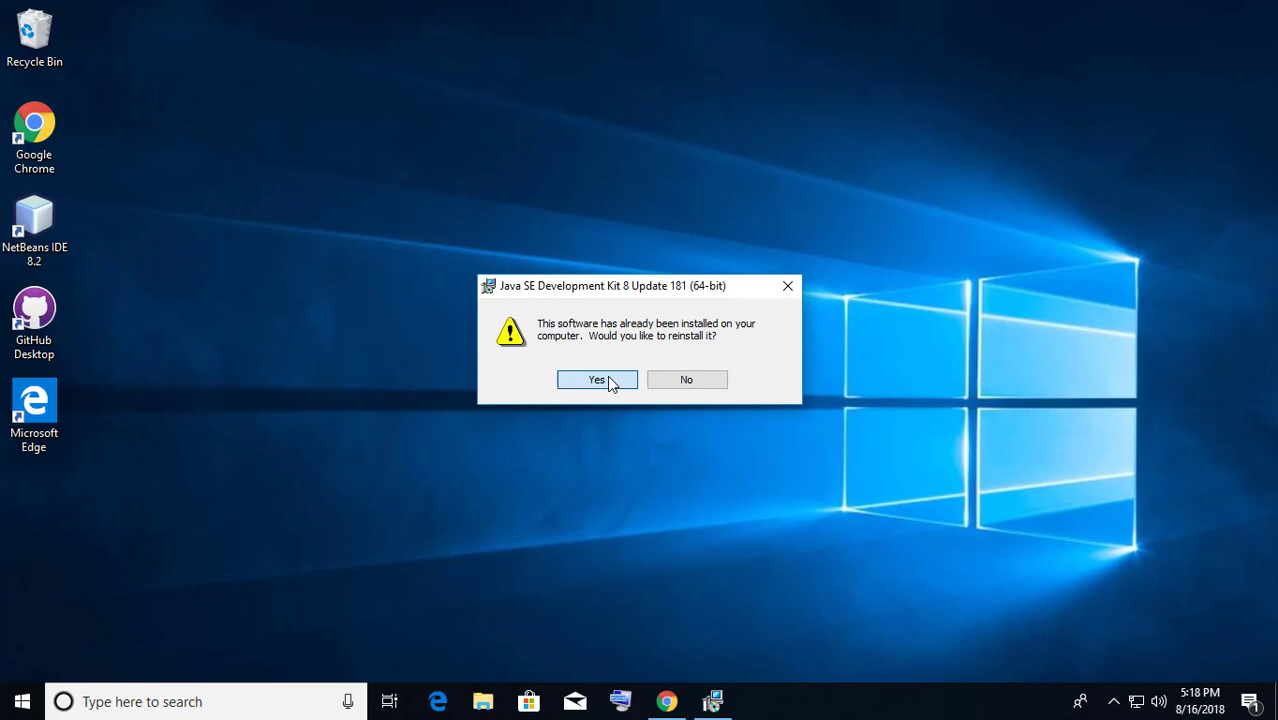 Recycle Bin
Google
Chrome
NetBeans IDE
8.2
GitHub
Desktop
Microsoft
Edge
Java SE Development Kit 8 Update 181 (64-bit)
This software has already been installed on your
computer. Would you like to reinstall it?
Yes
No
Type here to search
5:18 PM
8/16/2018
1